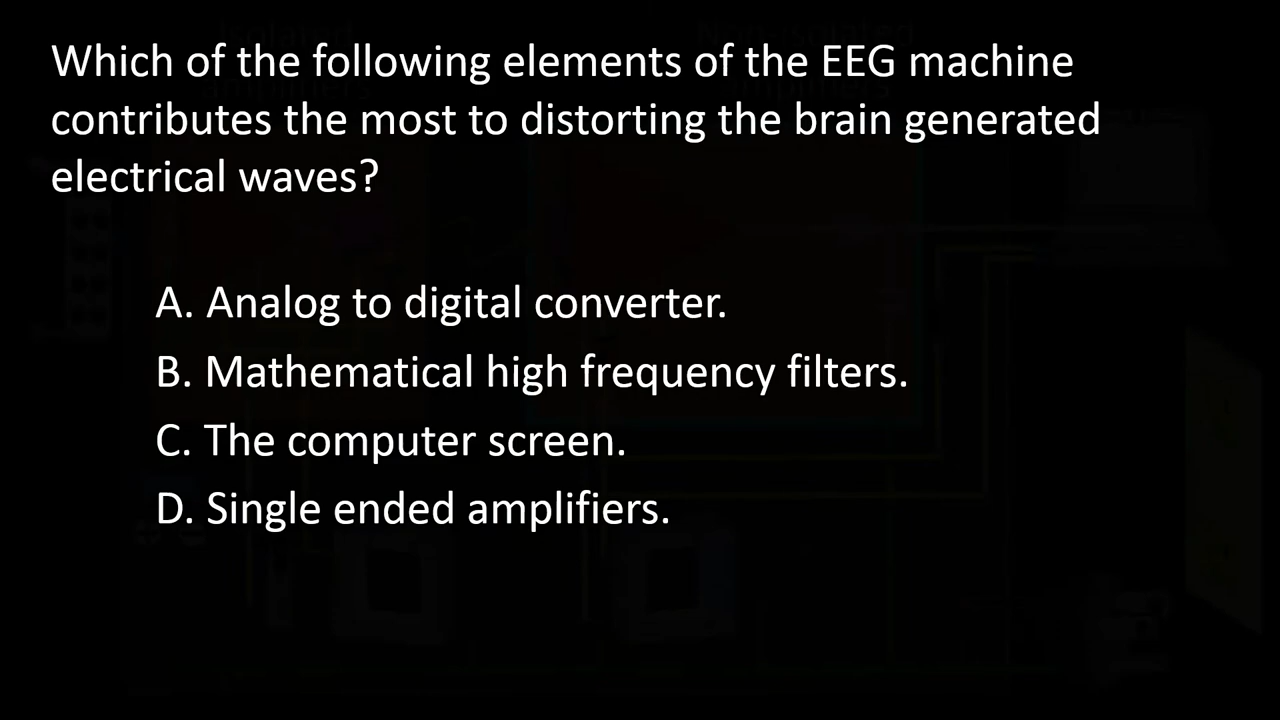 Which of the following elements of the EEG machine
contributes the most to distorting the brain generated
electrical waves?
A. Analog to digital converter.
B. Mathematical high frequency filters.
C. The computer screen.
D. Single ended amplifiers.